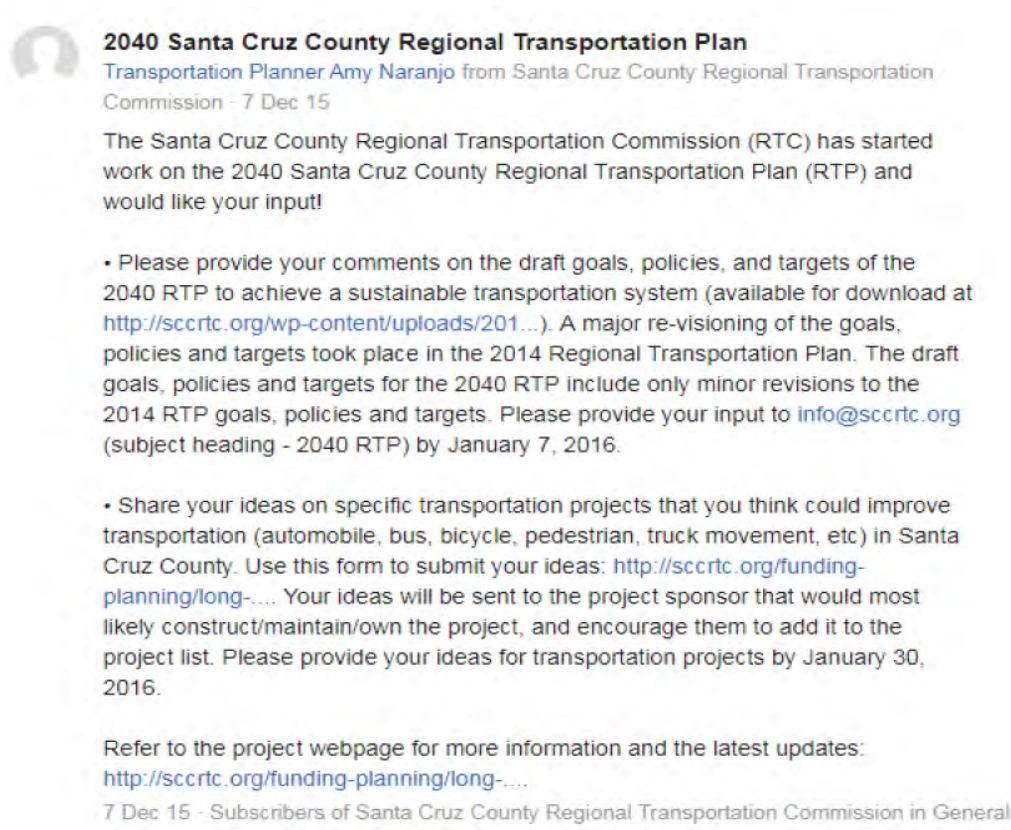 2040 Santa Cruz County Regional Transportation Plan
Transportation Planner Amy Naranjo from Santa Cruz County Regional Transportation
Commission · 7 Dec 15
The Santa Cruz County Regional Transportation Commission (RTC) has started
work on the 2040 Santa Cruz County Regional Transportation Plan (RTP) and
would like your input!
• Please provide your comments on the draft goals, policies, and targets of the
2040 RTP to achieve a sustainable transportation system (available for download at
http://sccrtc.org/wp-content/uploads/201...). A major re-visioning of the goals,
policies and targets took place in the 2014 Regional Transportation Plan. The draft
goals, policies and targets for the 2040 RTP include only minor revisions to the
2014 RTP goals, policies and targets. Please provide your input to info@sccrtc.org
(subject heading - 2040 RTP) by January 7, 2016.
• Share your ideas on specific transportation projects that you think could improve
transportation (automobile, bus, bicycle, pedestrian, truck movement, etc) in Santa
Cruz County. Use this form to submit your ideas: http://sccrtc.org/funding-
planning/long-.... Your ideas will be sent to the project sponsor that would most
likely construct/maintain/own the project, and encourage them to add it to the
project list. Please provide your ideas for transportation projects by January 30,
2016.
Refer to the project webpage for more information and the latest updates:
http://sccrtc.org/funding-planning/long-....
7 Dec 15 · Subscribers of Santa Cruz County Regional Transportation Commission in General